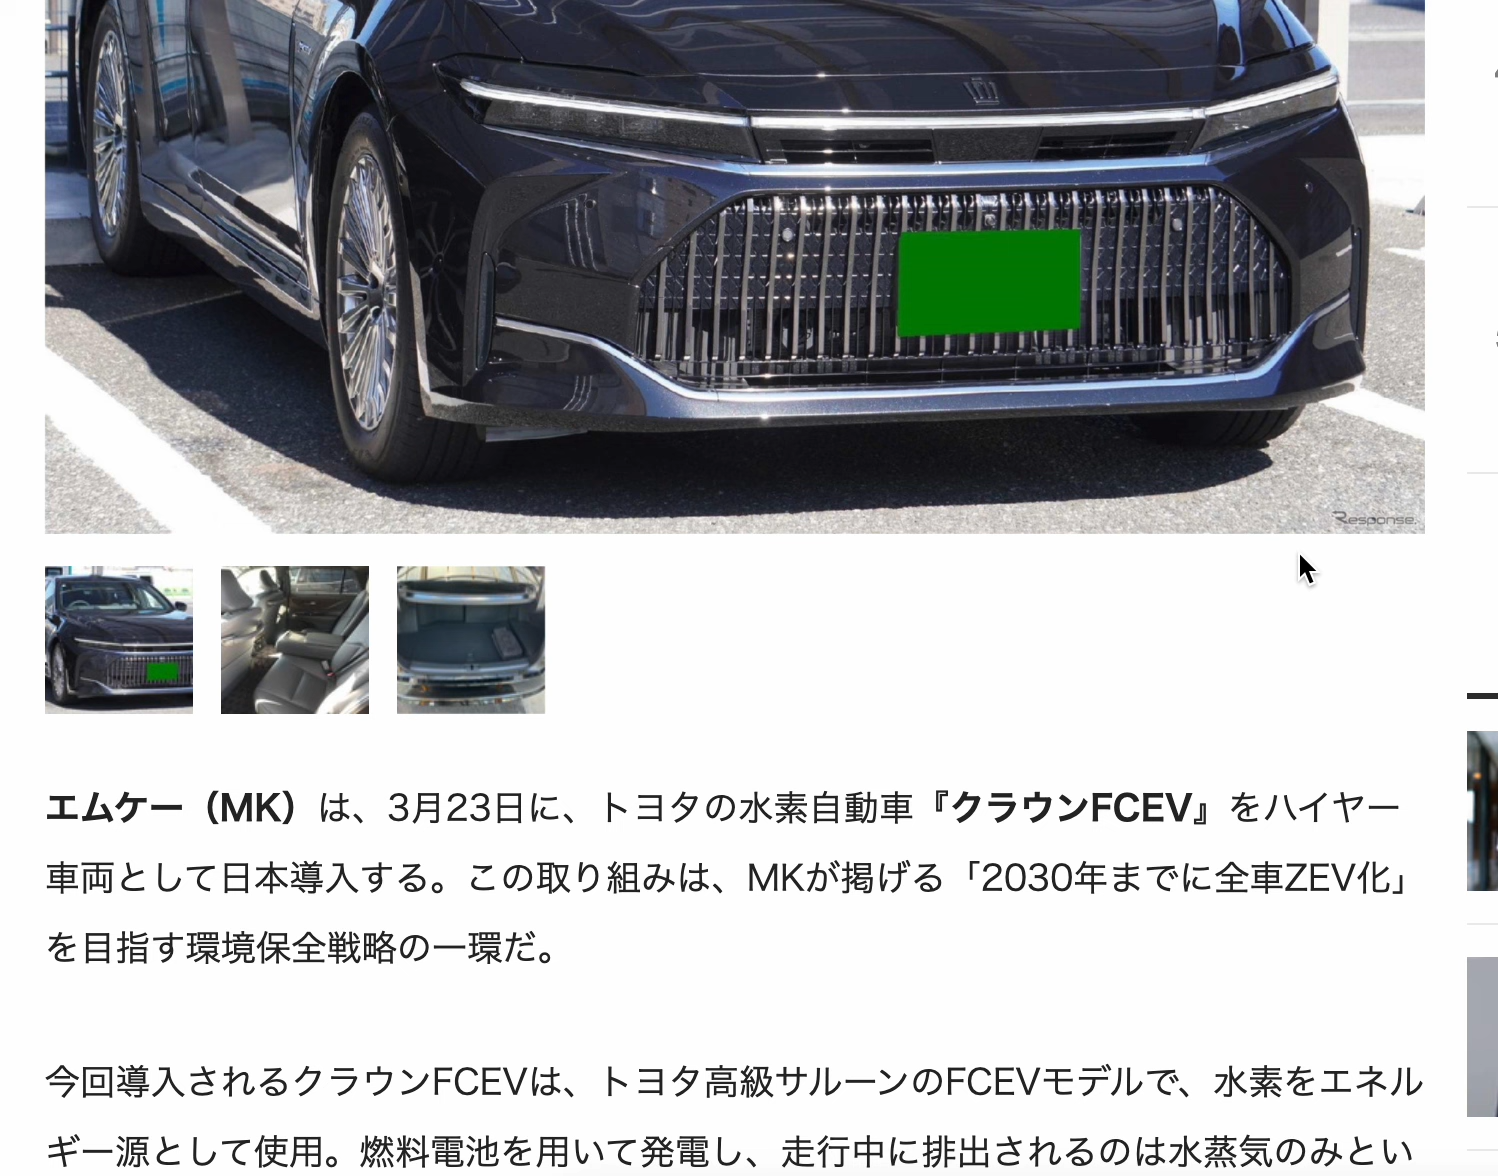 Response.
エムケー（MK）は、3月23日に、トヨタの水素自動車『クラウンFCEV』をハイヤー
車両として日本導入する。この取り組みは、MKが掲げる「2030年までに全車ZEV化」
を目指す環境保全戦略の一環だ。
今回導入されるクラウンFCEVは、トヨタ高級サルーンのFCEVモデルで、水素をエネル
ギー源として使用。燃料電池を用いて発電し、走行中に排出されるのは水蒸気のみとい